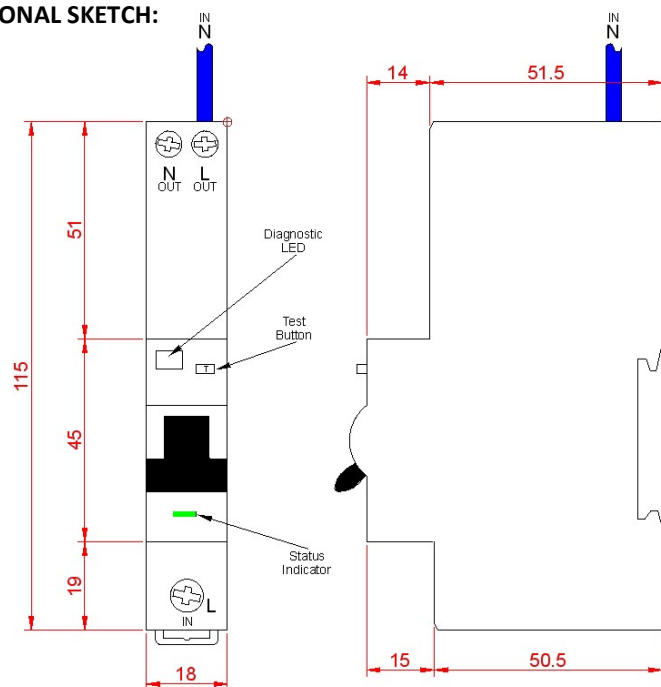 ONAL SKETCH:
IN
N
IN
N
14
51.5
N
OUT
L
OUT
51
Diagnostic
LED
Test
Button
T
115
45
Status
Indicator
19
L
IN
15
50.5
18